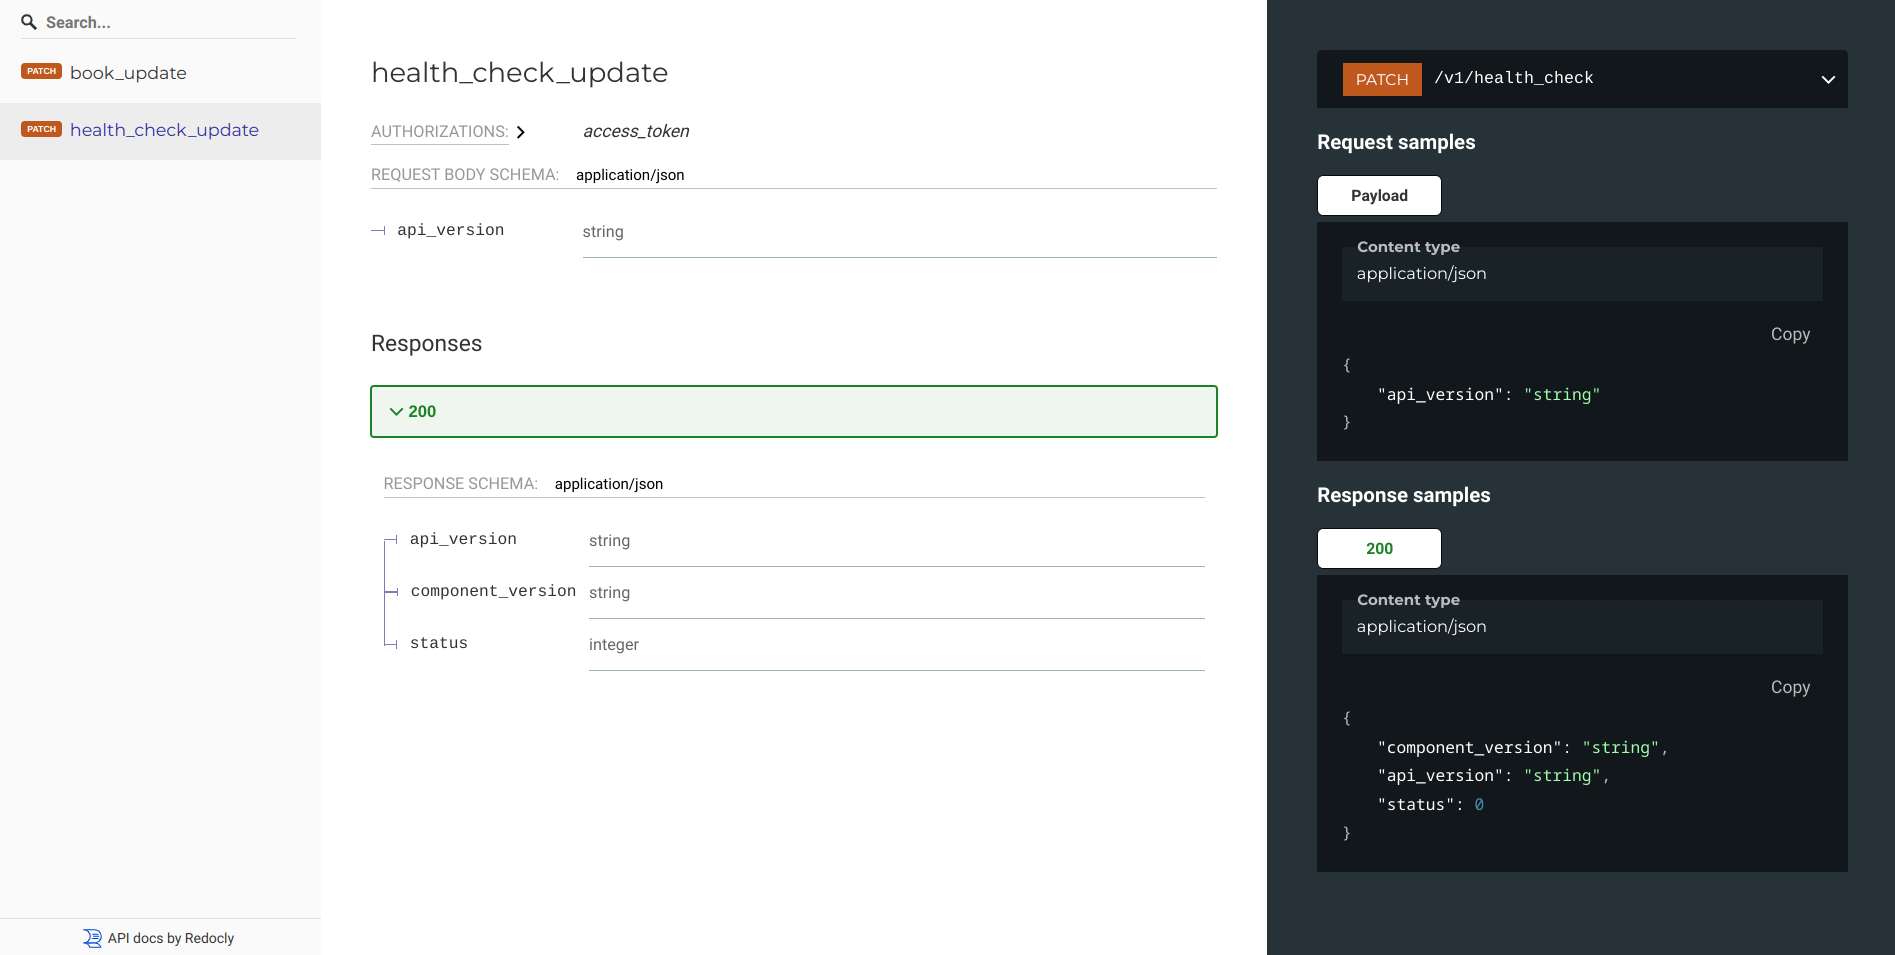 Search...
PATCH book_update
PATCH health_check_update
API docs by Redocly
health_check_update
AUTHORIZATIONS: access_token
REQUEST BODY SCHEMA: application/json
api_version string
Responses
200
RESPONSE SCHEMA: application/json
api_version string
component_version string
status integer
PATCH /v1/health_check
Request samples
Payload
Content type
application/json
Copy
{
"api_version": "string"
}
Response samples
200
Content type
application/json
Copy
{
"component_version": "string",
"api_version": "string",
"status": 0
}